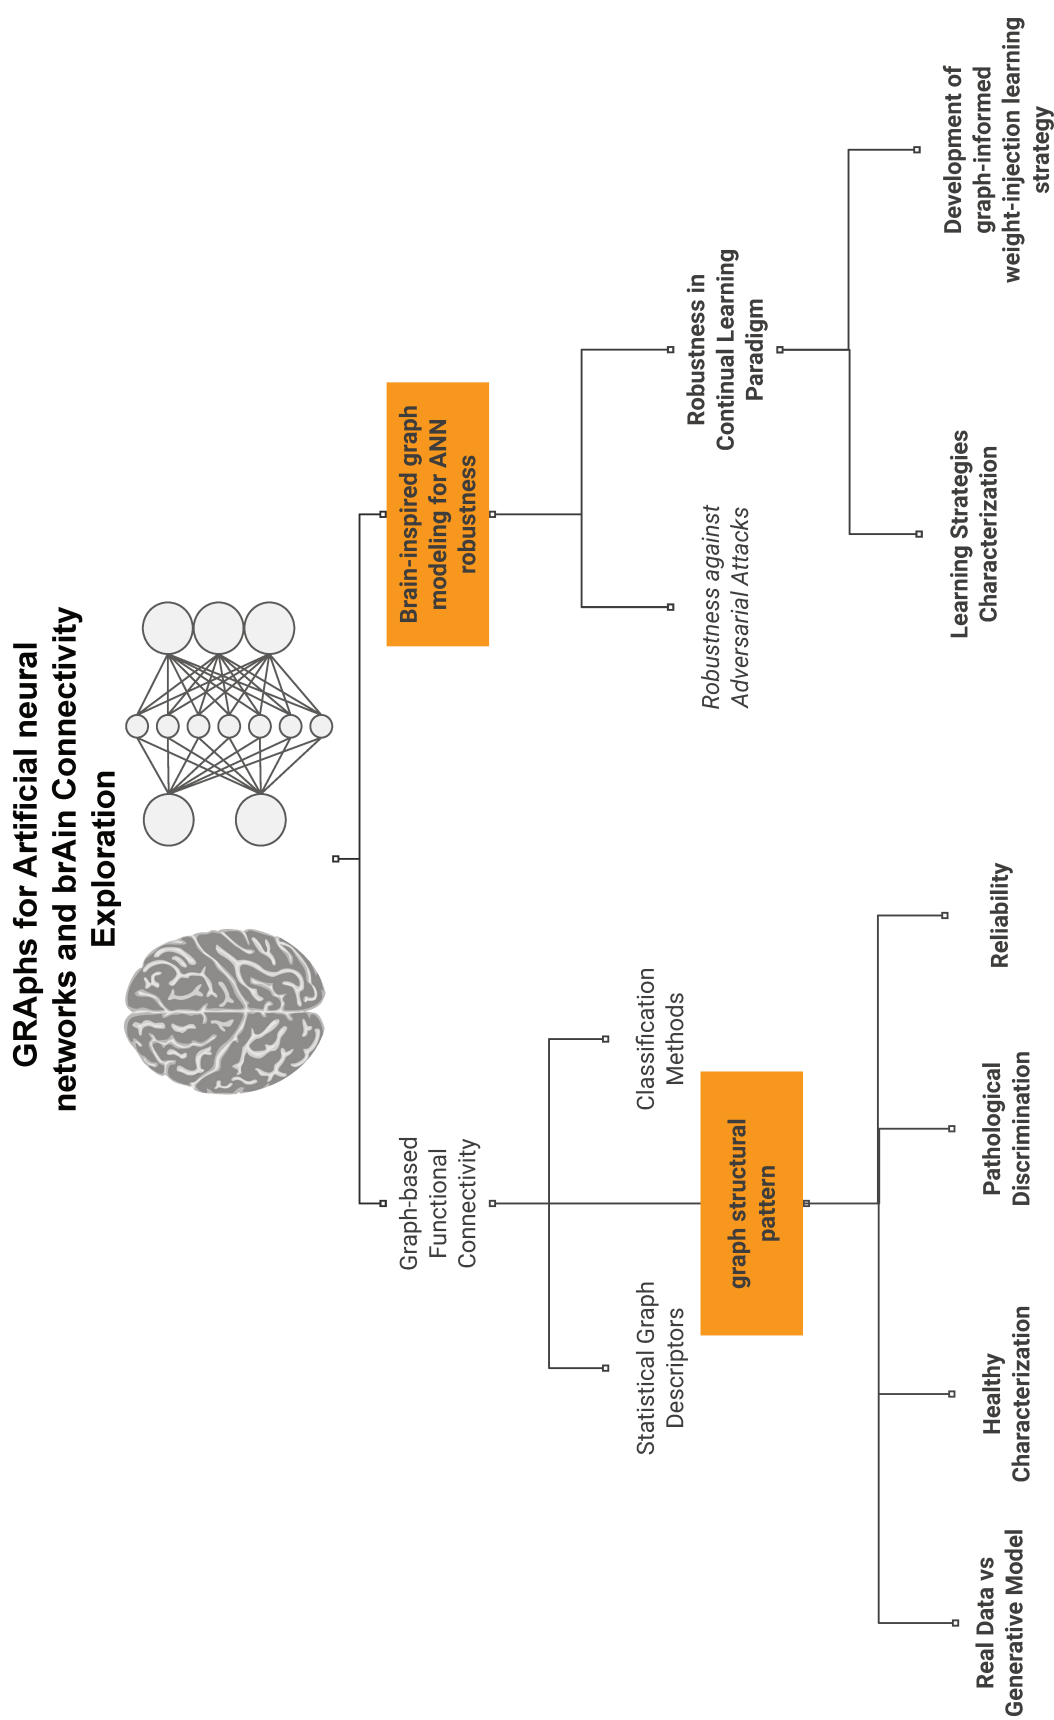 GRAphs for Artificial neural
networks and brAin Connectivity
Exploration
Graph-based
Functional
Connectivity
Brain-inspired graph
modeling for ANN
robustness
Statistical Graph
Descriptors
Classification
Methods
graph structural
pattern
Robustness against
Adversarial Attacks
Robustness in
Continual Learning
Paradigm
Real Data vs
Generative Model
Healthy
Characterization
Pathological
Discrimination
Reliability
Learning Strategies
Characterization
Development of
graph-informed
weight-injection learning
strategy